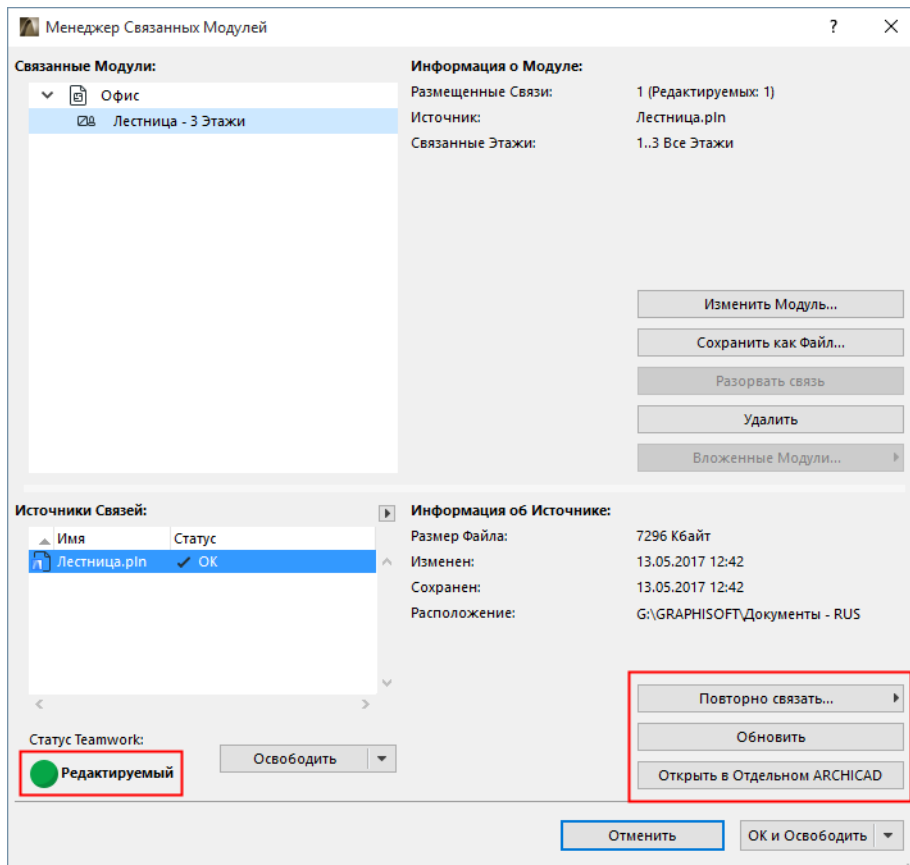 Менеджер Связанных Модулей
?
Связанные Модули:
Офис
Лестница - 3 Этажи
Информация о Модуле:
Размещенные Связи: 1 (Редактируемых: 1)
Источник: Лестница.pln
Связанные Этажи: 1..3 Все Этажи
Изменить Модуль...
Сохранить как Файл...
Разорвать связь
Удалить
Вложенные Модули...
Источники Связей:
Имя Статус
Лестница.pln OK
Информация об Источнике:
Размер Файла: 7296 Кбайт
Изменен: 13.05.2017 12:42
Сохранен: 13.05.2017 12:42
Расположение: G:\GRAPHISOFT\Документы - RUS
Статус Teamwork:
Редактируемый
Освободить
Повторно связать...
Обновить
Открыть в Отдельном ARCHICAD
Отменить
ОК и Освободить